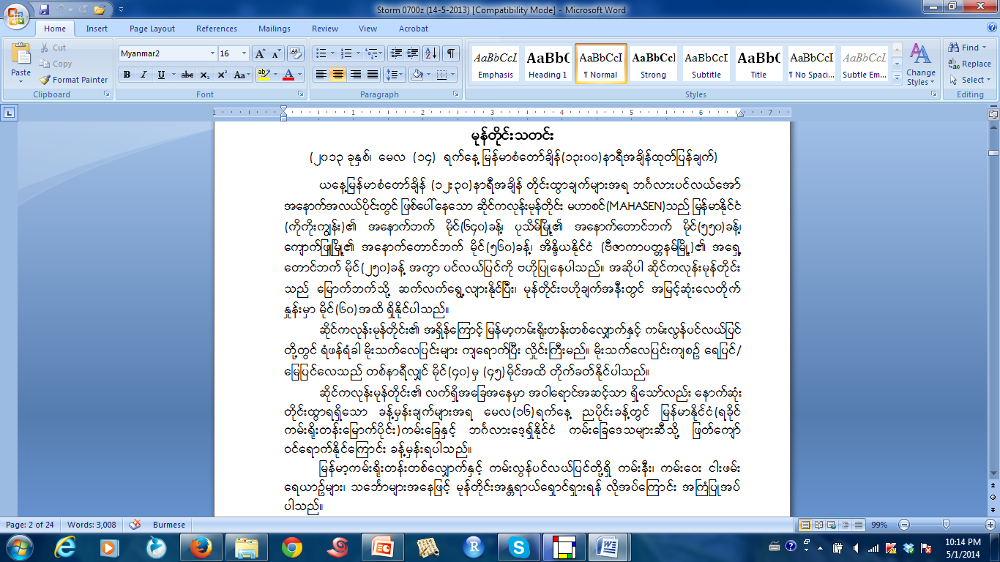 Storm 0700z (14-5-2013) [Compatibility Mode] - Microsoft Word
Home Insert Page Layout References Mailings Review View Acrobat
Paste Cut Copy Format Painter Clipboard
Myanmar2 16 Font
Paragraph
AaBbCcI Emphasis AaBbC Heading 1 AaBbCcI ¶ Normal AaBbCcI Strong AaBbCcI Subtitle AaBbC Title AaBbCcI ¶ No Spaci... AaBbCcI Subtle Em... Change Styles Styles
Find Replace Select Editing
1 1 2 3 4 5 6 7
မုန်တိုင်းသတင်း
(၂၀၁၃ ခုနှစ်၊ မေလ (၁၄) ရက်နေ့ မြန်မာစံတော်ချိန်(၁၃း၀၀)နာရီအချိန်ထုတ်ပြန်ချက်)
ယနေ့မြန်မာစံတော်ချိန် (၁၂း၃၀)နာရီအချိန် တိုင်းထွာချက်များအရ ဘင်္ဂလားပင်လယ်အော်
အနောက်အလယ်ပိုင်းတွင် ဖြစ်ပေါ်နေသော ဆိုင်ကလုန်းမုန်တိုင်း မဟာစင်(MAHASEN)သည် မြန်မာနိုင်ငံ
(ကိုကိုးကျွန်း)၏ အနောက်ဘက် မိုင်(၆၄၀)ခန့်၊ ပုသိမ်မြို့၏ အနောက်တောင်ဘက် မိုင်(၅၅၀)ခန့်၊
ကျောက်ဖြူမြို့၏ အနောက်တောင်ဘက် မိုင်(၅၆၀)ခန့်၊ အိန္ဒိယနိုင်ငံ (ဗီဇာကာပတ္တနမ်မြို့)၏ အရှေ့
တောင်ဘက် မိုင်(၂၅၀)ခန့် အကွာ ပင်လယ်ပြင်ကို ဗဟိုပြုနေပါသည်။ အဆိုပါ ဆိုင်ကလုန်းမုန်တိုင်း
သည် မြောက်ဘက်သို့ ဆက်လက်ရွေ့လျားနိုင်ပြီး၊ မုန်တိုင်းဗဟိုချက်အနီးတွင် အမြင့်ဆုံးလေတိုက်
နှုန်းမှာ မိုင်(၆၀)အထိ ရှိနိုင်ပါသည်။
ဆိုင်ကလုန်းမုန်တိုင်း၏ အရှိန်ကြောင့် မြန်မာ့ကမ်းရိုးတန်းတစ်လျှောက်နှင့် ကမ်းလွန်ပင်လယ်ပြင်
တို့တွင် ရံဖန်ရံခါ မိုးသက်လေပြင်းများ ကျရောက်ပြီး လှိုင်းကြီးမည်။ မိုးသက်လေပြင်းကျစဥ် ရေပြင်/
မြေပြင်လေသည် တစ်နာရီလျှင် မိုင်(၄၀)မှ (၄၅)မိုင်အထိ တိုက်ခတ်နိုင်ပါသည်။
ဆိုင်ကလုန်းမုန်တိုင်း၏ လက်ရှိအခြေအနေမှာ အဝါရောင်အဆင့်သာ ရှိသော်လည်း နောက်ဆုံး
တိုင်းထွာရရှိသော ခန့်မှန်းချက်များအရ မေလ(၁၆)ရက်နေ့ ညပိုင်းခန့်တွင် မြန်မာနိုင်ငံ(ရခိုင်
ကမ်းရိုးတန်းမြောက်ပိုင်း)ကမ်းခြေနှင့် ဘင်္ဂလားဒေ့ရှ်နိုင်ငံ ကမ်းခြေဒေသများဆီသို့ ဖြတ်ကျော်
ဝင်ရောက်နိုင်ကြောင်း ခန့်မှန်းရပါသည်။
မြန်မာ့ကမ်းရိုးတန်းတစ်လျှောက်နှင့် ကမ်းလွန်ပင်လယ်ပြင်တို့ရှိ ကမ်းနီး၊ ကမ်းဝေး ငါးဖမ်း
ရေယာဥ်များ၊ သင်္ဘောများအနေဖြင့် မုန်တိုင်းအန္တရာယ်ရှောင်ရှားရန် လိုအပ်ကြောင်း အကြံပြုအပ်
ပါသည်။
Page: 2 of 24 Words: 3,008 Burmese 99%
10:14 PM
5/1/2014